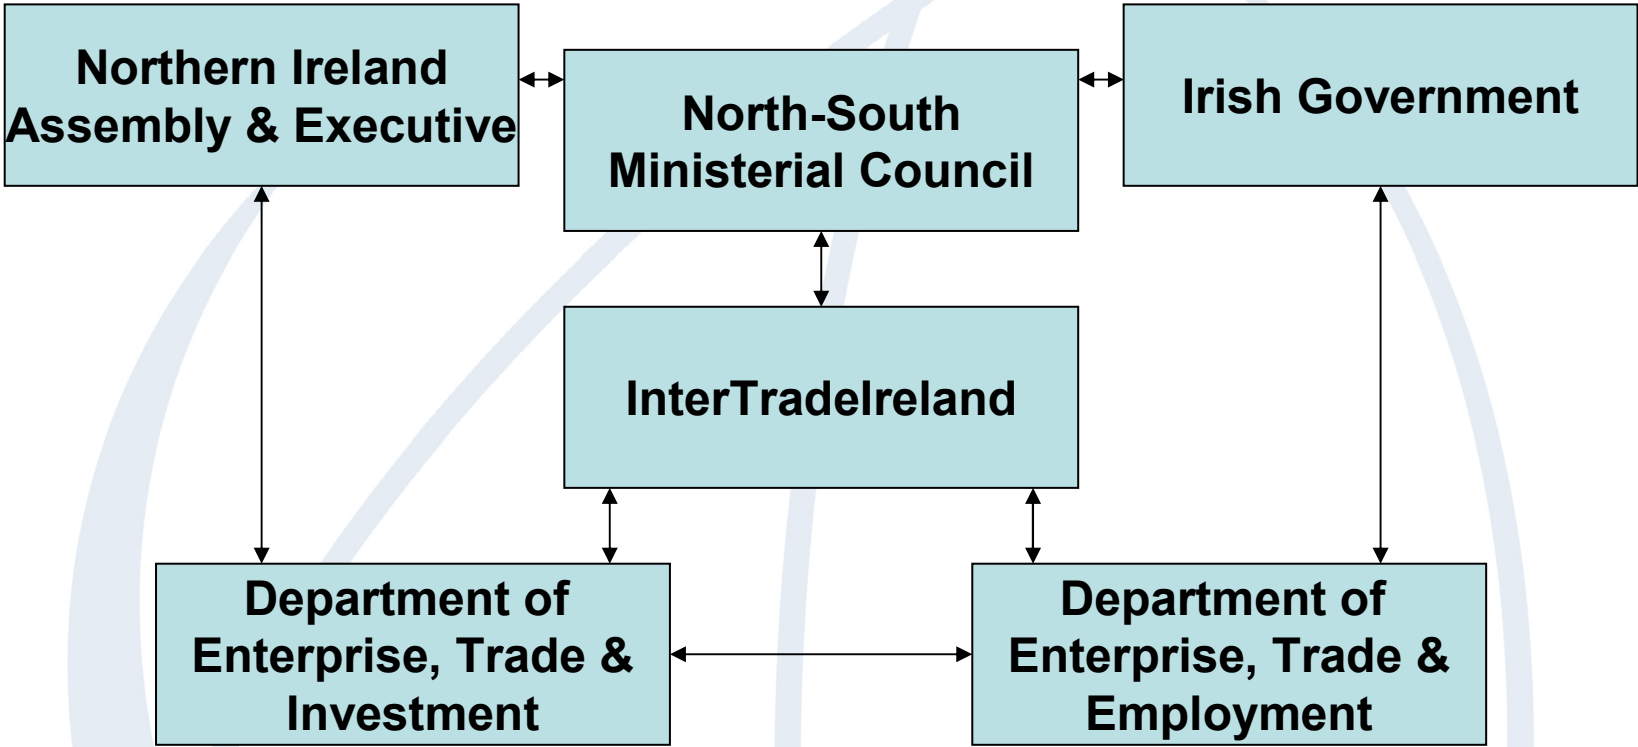 Northern Ireland
Assembly & Executive
North-South
Ministerial Council
Irish Government
InterTradeIreland
Department of
Enterprise, Trade &
Investment
Department of
Enterprise, Trade &
Employment